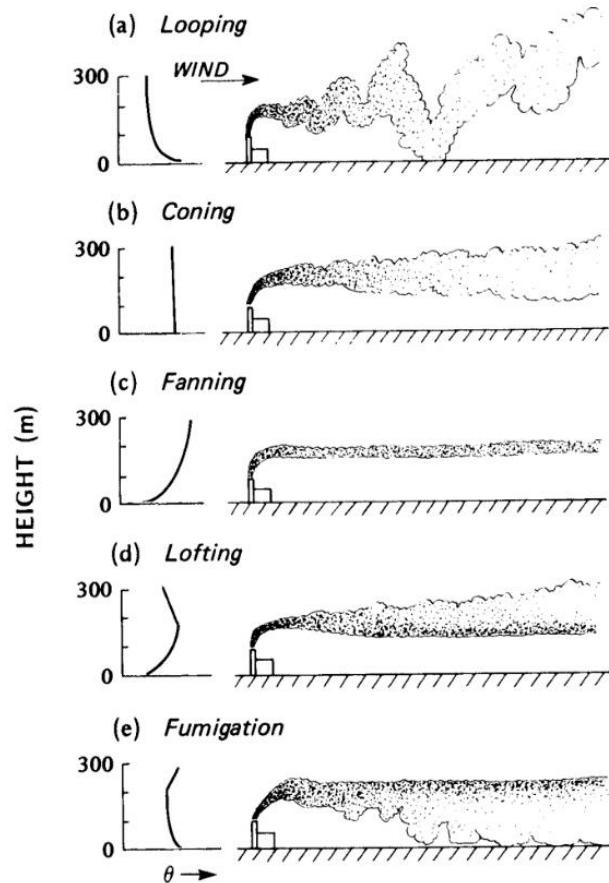 (a) Looping
WIND
300
0
(b) Coning
300
0
(c) Fanning
300
0
HEIGHT (m)
(d) Lofting
300
0
(e) Fumigation
300
0
θ